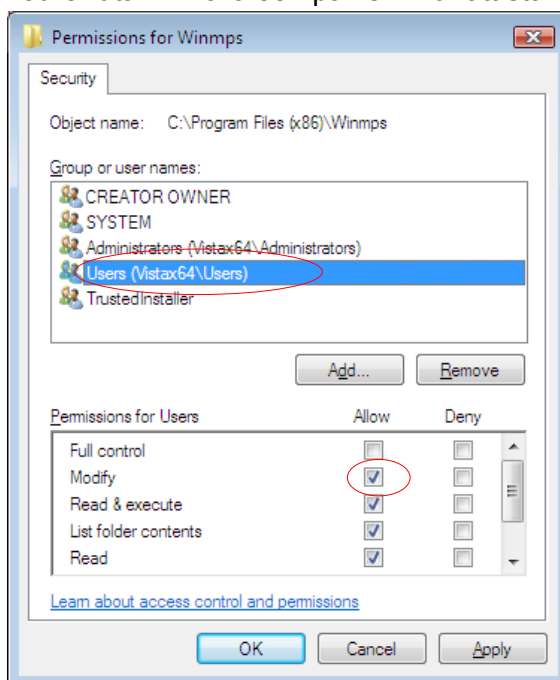 Permissions for Winmps
Security
Object name: C:\Program Files (x86)\Winmps
Group or user names:
CREATOR OWNER
SYSTEM
Administrators (Vistax64\Administrators)
Users (Vistax64\Users)
TrustedInstaller
Add... Remove
Permissions for Users Allow Deny
Full control
Modify
Read & execute
List folder contents
Read
Learn about access control and permissions
OK Cancel Apply